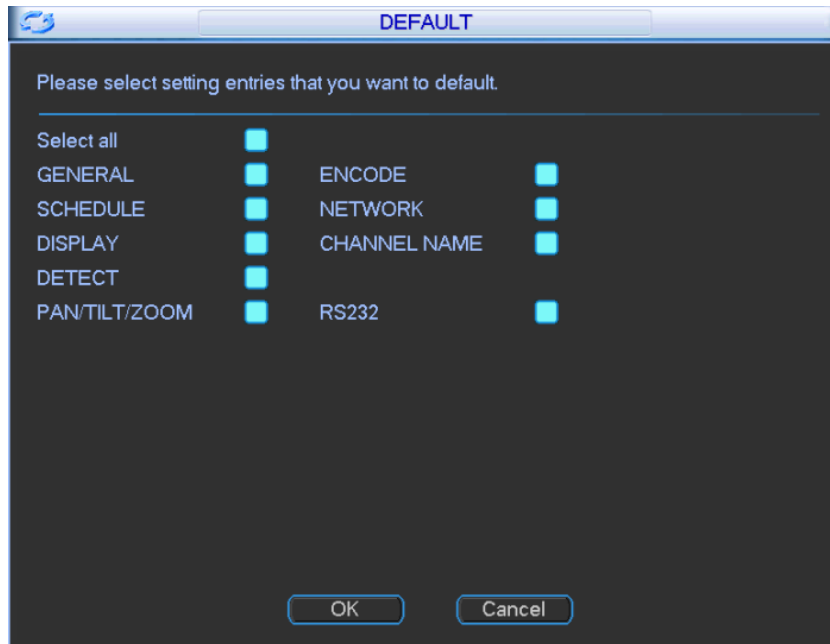 DEFAULT
Please select setting entries that you want to default.
Select all
GENERAL ENCODE
SCHEDULE NETWORK
DISPLAY CHANNEL NAME
DETECT
PAN/TILT/ZOOM RS232
OK Cancel